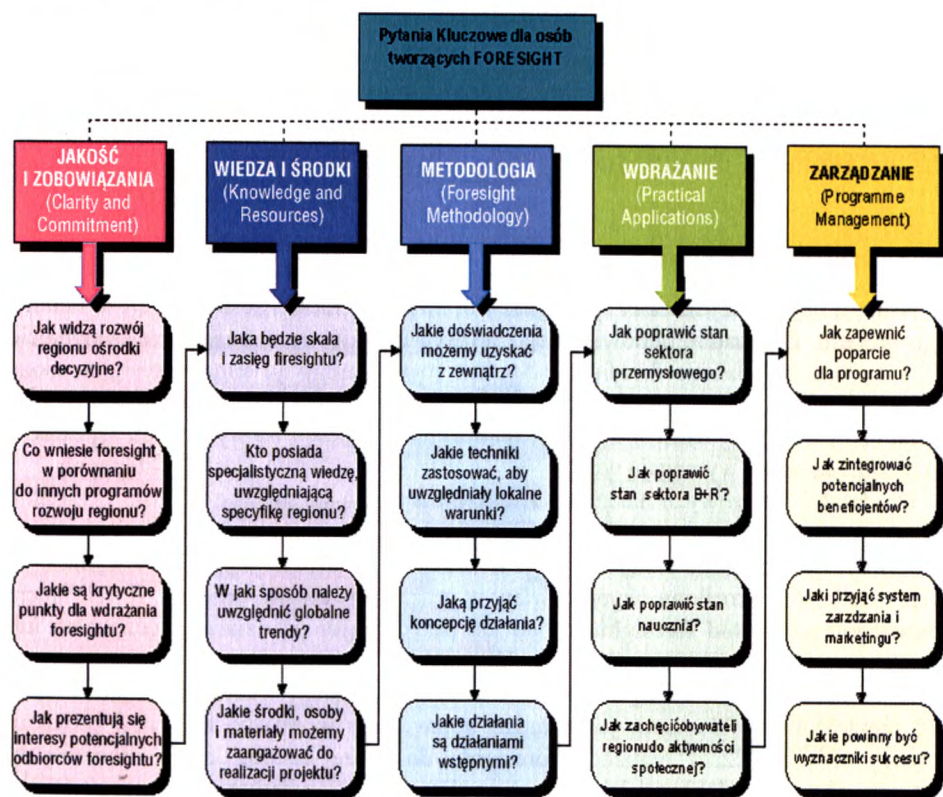 Pytania Kluczowe dla osób
tworzących FORESIGHT
JAKOŚĆ
I ZOBOWIĄZANIA
(Clarity and
Commitment)
Jak widzą rozwój
regionu ośrodki
decyzyjne?
Co wniesie foresight
w porównaniu
do innych programów
rozwoju regionu?
Jakie są krytyczne
punkty dla wdrażania
foresightu?
Jak prezentują się
interesy potencjalnych
odbiorców foresightu?
WIEDZA I ŚRODKI
(Knowledge and
Resources)
Jaka będzie skala
i zasięg firesightu?
Kto posiada
specjalistyczną wiedzę,
uwzględniającą
specyfikę regionu?
W jaki sposób należy
uwzględnić globalne
trendy?
Jakie środki, osoby
i materiały możemy
zaangażować do
realizacji projektu?
METODOLOGIA
(Foresight
Methodology)
Jakie doświadczenia
możemy uzyskać
z zewnątrz?
Jakie techniki
zastosować, aby
uwzględniały lokalne
warunki?
Jaką przyjąć
koncepcję działania?
Jakie działania
są działaniami
wstępnymi?
WDRAŻANIE
(Practical
Applications)
Jak poprawić stan
sektora
przemysłowego?
Jak poprawić
stan sektora B+R?
Jak poprawić stan
naucznia?
Jak zachęcićobywateli
regionudo aktywności
społecznej?
ZARZĄDZANIE
(Programme
Management)
Jak zapewnić
poparcie
dla programu?
Jak zintegrować
potencjalnych
beneficjentów?
Jaki przyjąć system
zarzdzania i
marketingu?
Jakie powinny być
wyznaczniki sukcesu?